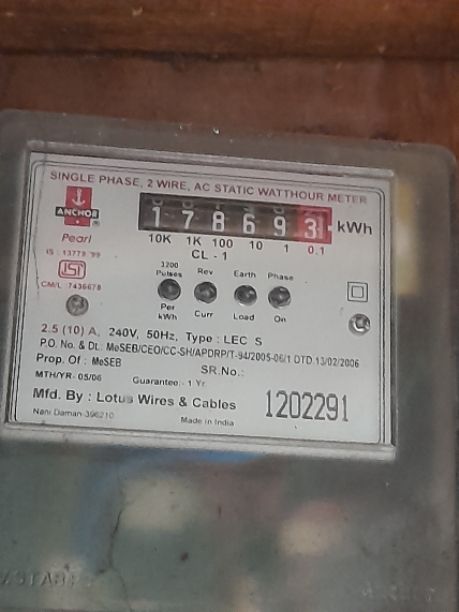 SINGLE PHASE, 2 WIRE, AC STATIC WATTHOUR METER
ANCHOR
®
Pearl
1 7 8 6 9 3 kWh
10K 1K 100 10 1 0.1
CL - 1
IS : 13779 '99
ISI
CM/L 7436678
1200 Pulses Rev Earth Phase
Per kWh Curr Load On
2.5 (10) A, 240V, 50Hz, Type : LEC S
P.O. No. & Dt.: MeSEB/CEO/CC-SH/APDRP/T-94/2005-06/1 DTD.13/02/2006
Prop. Of : MeSEB SR.No.:
MTH/YR- 05/06 Guarantee:- 1 Yr.
Mfd. By : Lotus Wires & Cables 1202291
Nani Daman-396210 Made in India